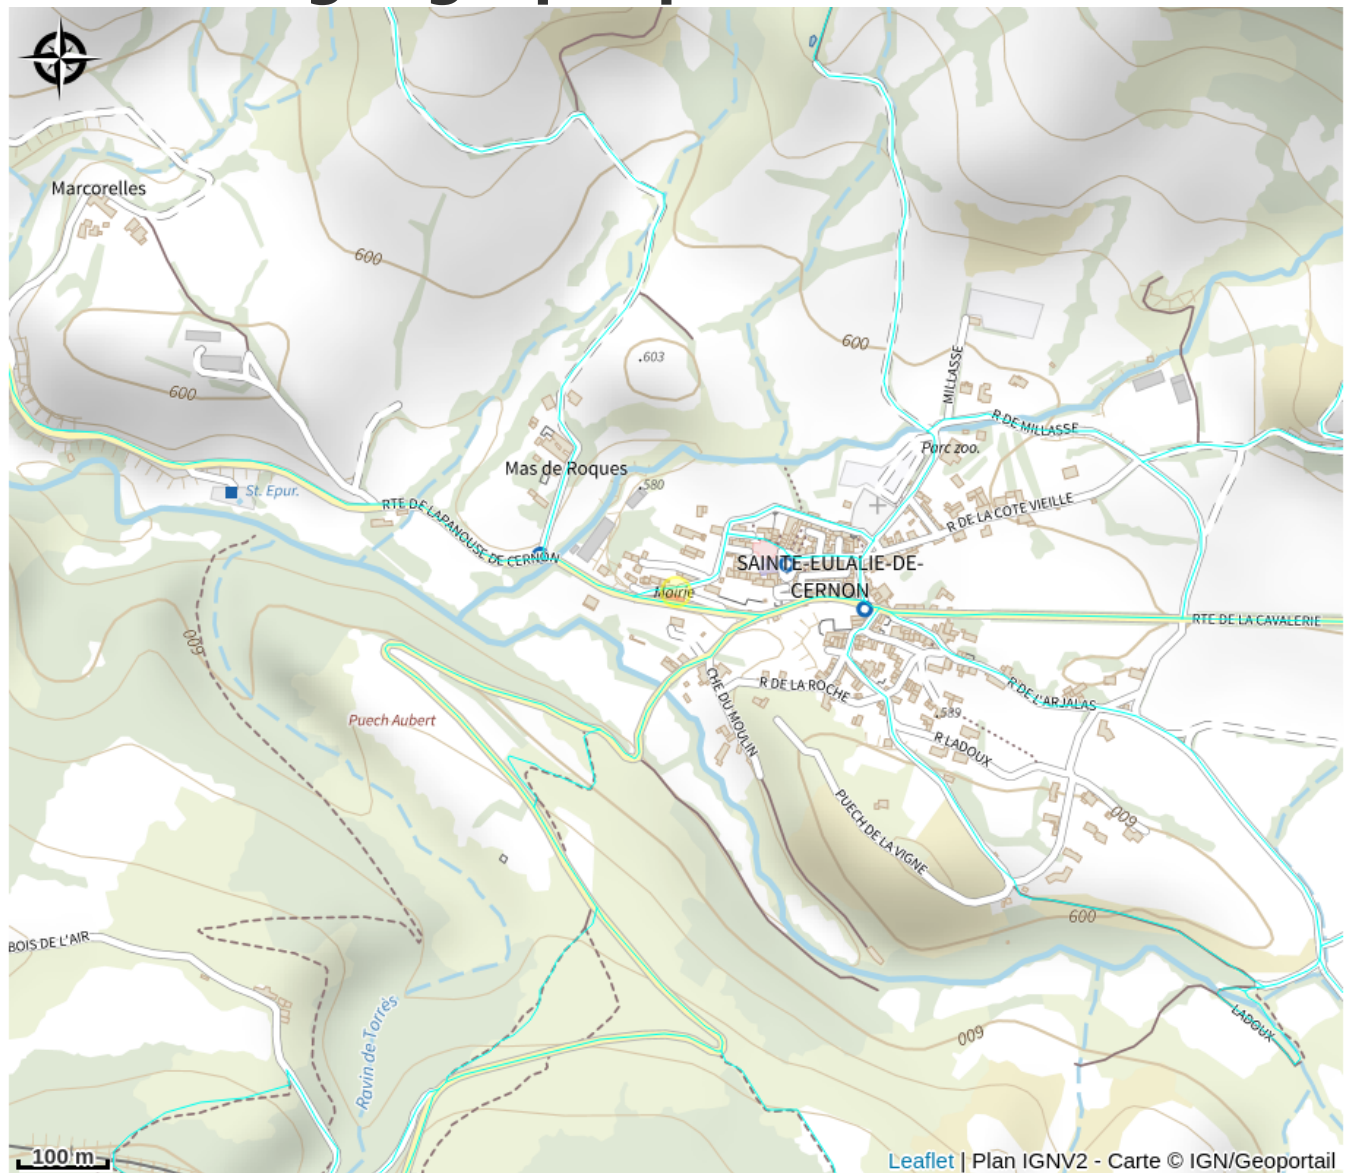 Marcorelles
600
600
600
.603
MILLASSE
R DE MILLASSE
Parc zoo.
Mas de Roques
.580
St. Epur.
RTE DE LAPANOUSE DE CERNON
R DE LA COTE VIEILLE
SAINTE-EULALIE-DE-
CERNON
Mairie
RTE DE LA CAVALERIE
600
CHE DU MOULIN
R DE LA ROCHE
R DE L'ARJALAS
Puech Aubert
.589
R LADOUX
PUECH DE LA VIGNE
600
600
BOIS DE L'AIR
Ravin de Torrés
LADOUX
600
100 m
Leaflet | Plan IGNV2 - Carte © IGN/Geoportail